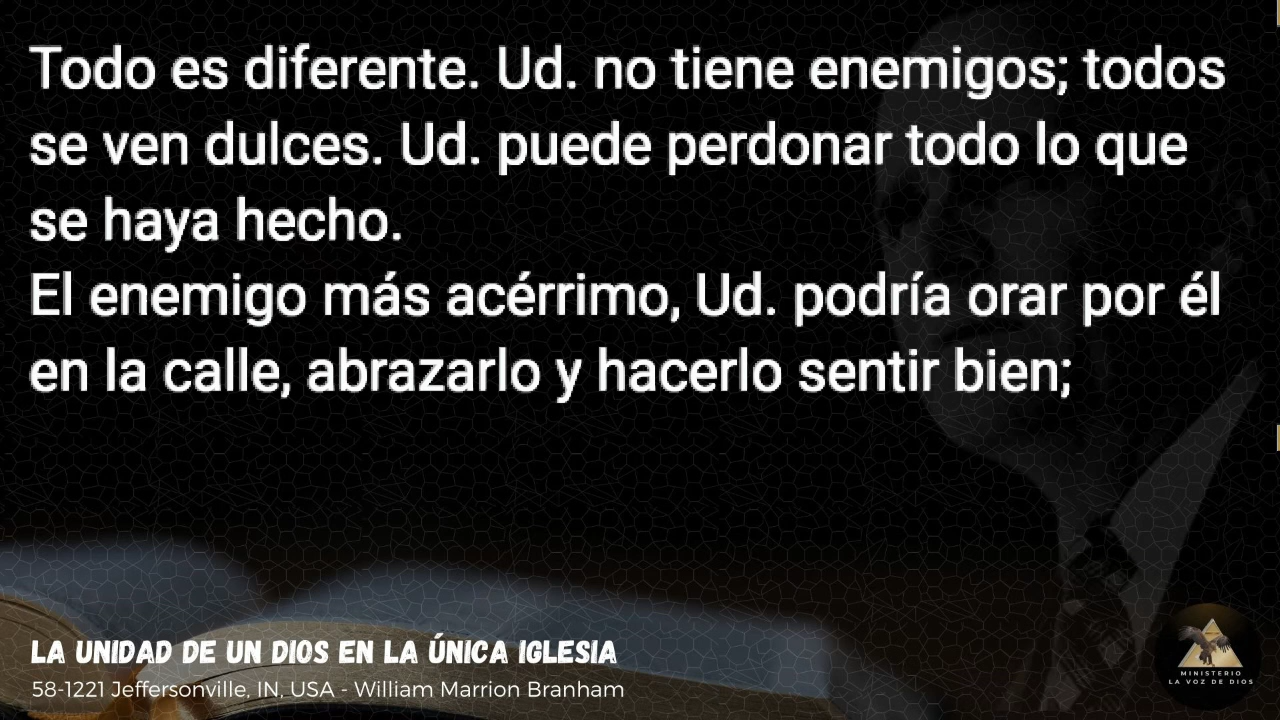 Todo es diferente. Ud. no tiene enemigos; todos
se ven dulces. Ud. puede perdonar todo lo que
se haya hecho.
El enemigo más acérrimo, Ud. podría orar por él
en la calle, abrazarlo y hacerlo sentir bien;
LA UNIDAD DE UN DIOS EN LA ÚNICA IGLESIA
58-1221 Jeffersonville, IN, USA - William Marrion Branham
MINISTERIO
LA VOZ DE DIOS